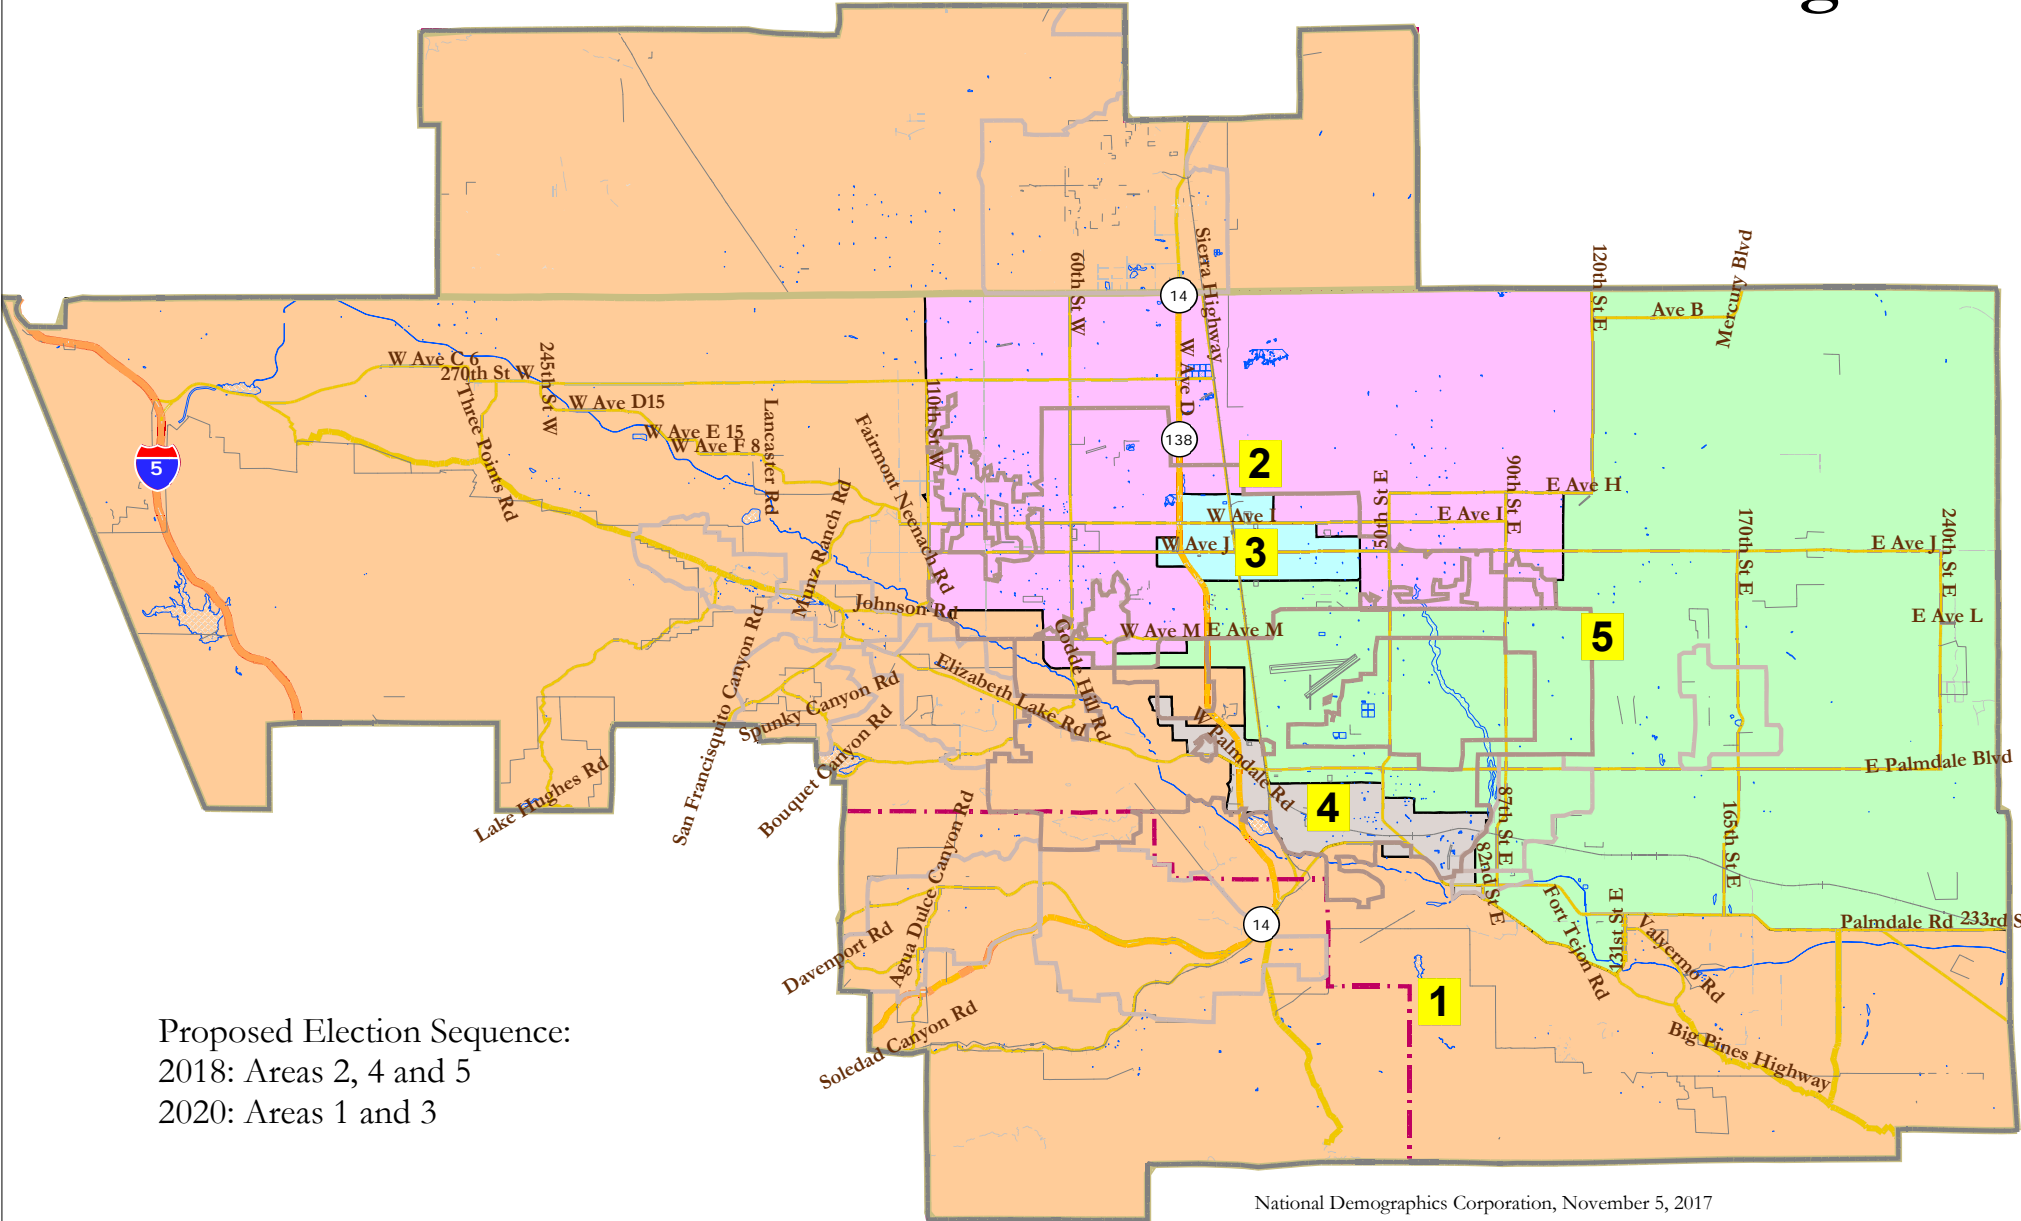 g
Sierra Highway
60th St W
14
120th St E
Mercury Blvd
Ave B
W Ave C 6
270th St W
245th St W
Three Points Rd
W Ave D15
W Ave E 15
W Ave F 8
Lancaster Rd
Fairmont Neenach Rd
110th St W
W Ave D
138
5
2
50th St E
90th St E
E Ave H
W Ave I
E Ave I
W Ave J
3
E Ave J
170th St E
240th St E
Munz Ranch Rd
Johnson Rd
Godde Hill Rd
W Ave M
E Ave M
5
E Ave L
San Francisquito Canyon Rd
Spunky Canyon Rd
Elizabeth Lake Rd
Bouquet Canyon Rd
W Palmdale Rd
E Palmdale Blvd
Lake Hughes Rd
4
87th St E
82nd St E
165th St E
Agua Dulce Canyon Rd
Davenport Rd
14
Fort Tejon Rd
131st St E
Valyermo Rd
Palmdale Rd
233rd S
1
Soledad Canyon Rd
Big Pines Highway
Proposed Election Sequence:
2018: Areas 2, 4 and 5
2020: Areas 1 and 3
National Demographics Corporation, November 5, 2017